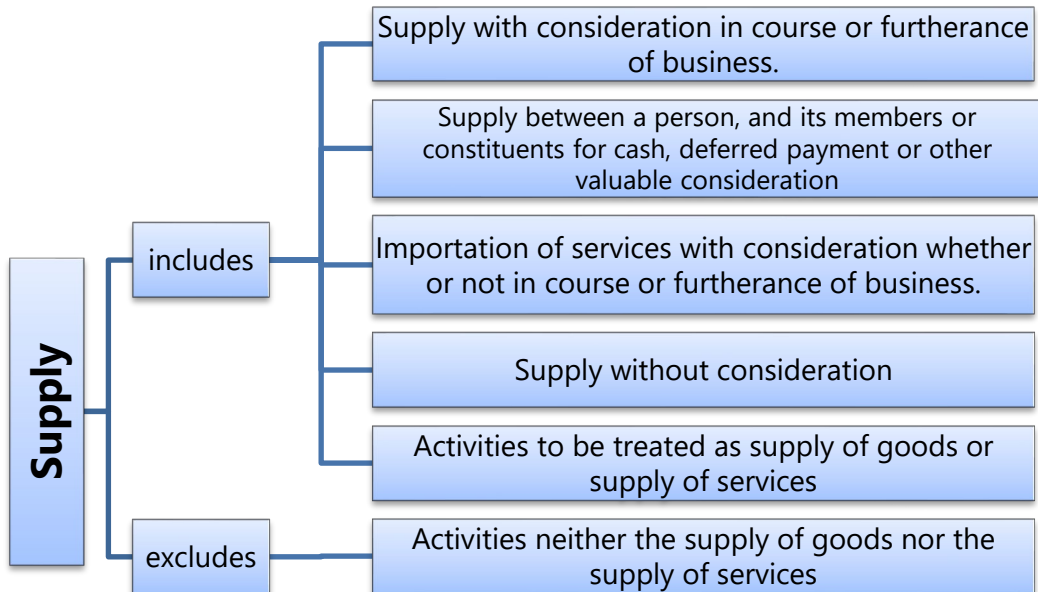 Supply
includes
Supply with consideration in course or furtherance
of business.
Supply between a person, and its members or
constituents for cash, deferred payment or other
valuable consideration
Importation of services with consideration whether
or not in course or furtherance of business.
Supply without consideration
Activities to be treated as supply of goods or
supply of services
excludes
Activities neither the supply of goods nor the
supply of services